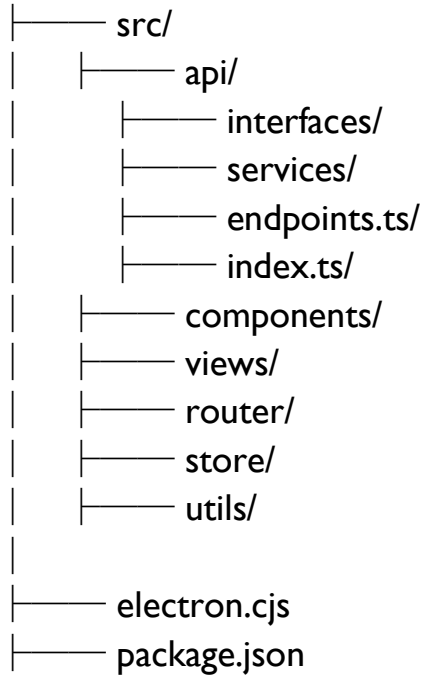 src/
api/
interfaces/
services/
endpoints.ts/
index.ts/
components/
views/
router/
store/
utils/
electron.cjs
package.json